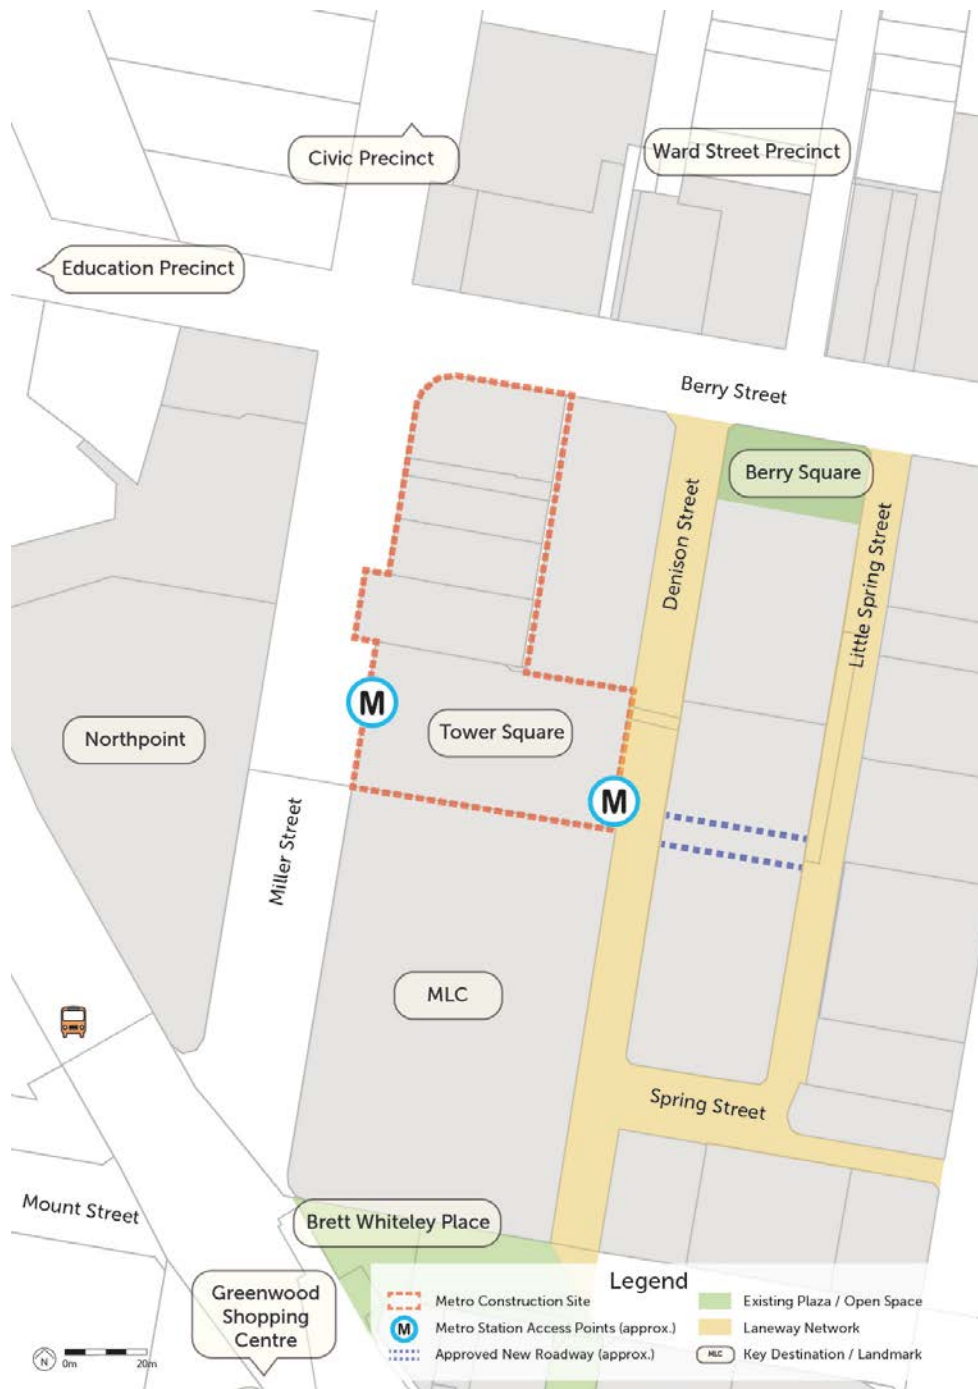 Civic Precinct
Ward Street Precinct
Education Precinct
Berry Street
Berry Square
Denison Street
Little Spring Street
M
Tower Square
Northpoint
M
Miller Street
MLC
Spring Street
Mount Street
Brett Whiteley Place
Greenwood
Shopping
Centre
N
0m
20m
Legend
Metro Construction Site
M
Metro Station Access Points (approx.)
Approved New Roadway (approx.)
Existing Plaza / Open Space
Laneway Network
MLC
Key Destination / Landmark